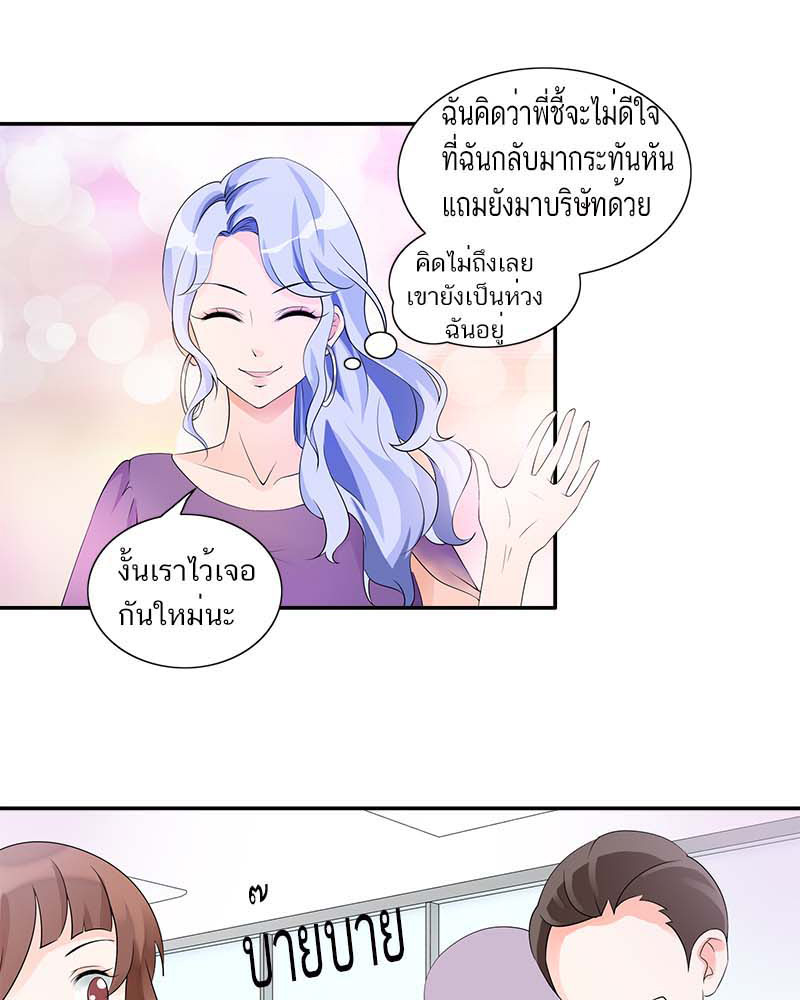 ฉันคิดว่าพี่ชี้จะไม่ดีใจ
ที่ฉันกลับมากระทันหัน
แถมยังมาบริษัทด้วย
คิดไม่ถึงเลย
เขายังเป็นห่วง
ฉันอยู่
งั้นเราไว้เจอ
กันใหม่นะ
บ๊ายบาย